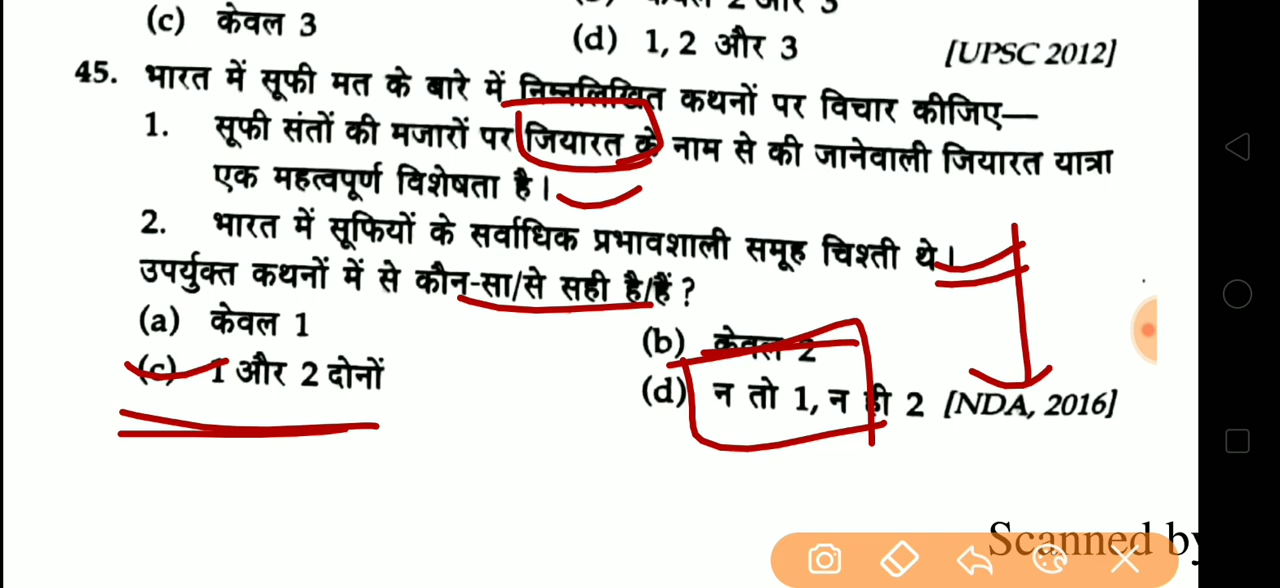 (c) केवल 3
(d) 1, 2 और 3 [UPSC 2012]
45. भारत में सूफी मत के बारे में निम्नलिखित कथनों पर विचार कीजिए—
1. सूफी संतों की मजारों पर जियारत के नाम से की जानेवाली जियारत यात्रा
एक महत्वपूर्ण विशेषता है।
2. भारत में सूफियों के सर्वाधिक प्रभावशाली समूह चिश्ती थे।
उपर्युक्त कथनों में से कौन-सा/से सही है/हैं ?
(a) केवल 1
(b) केवल 2
(c) 1 और 2 दोनों
(d) न तो 1, न ही 2 [NDA, 2016]
Scanned by